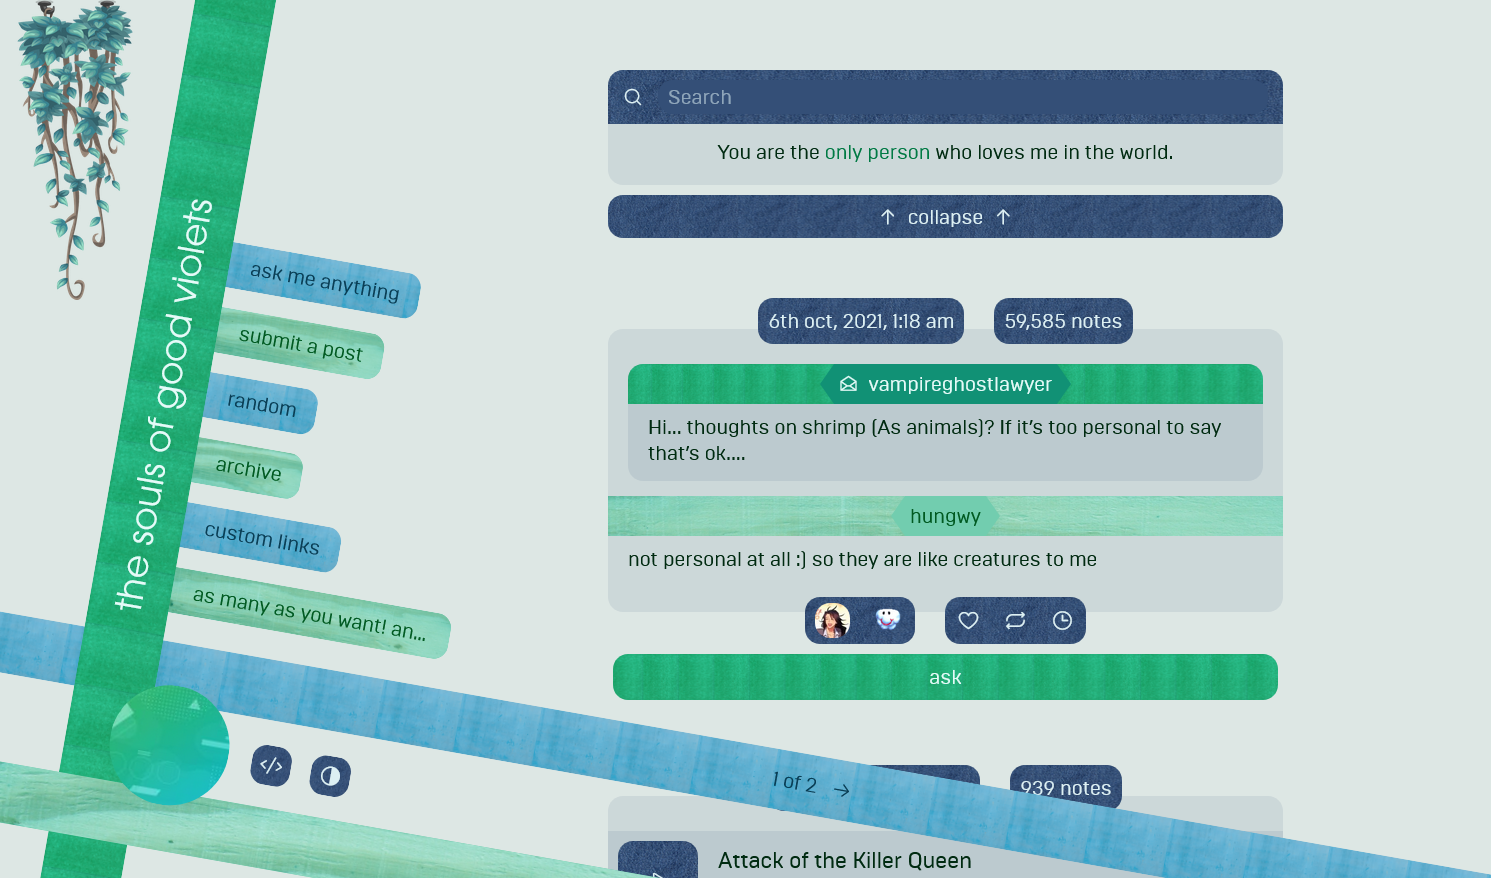 the souls of good violets
ask me anything
submit a post
random
archive
custom links
as many as you want! an...
Search
You are the only person who loves me in the world.
↑ collapse ↑
6th oct, 2021, 1:18 am
59,585 notes
vampireghostlawyer
Hi... thoughts on shrimp (As animals)? If it's too personal to say
that's ok....
hungwy
not personal at all :) so they are like creatures to me
ask
1 of 2 →
939 notes
Attack of the Killer Queen